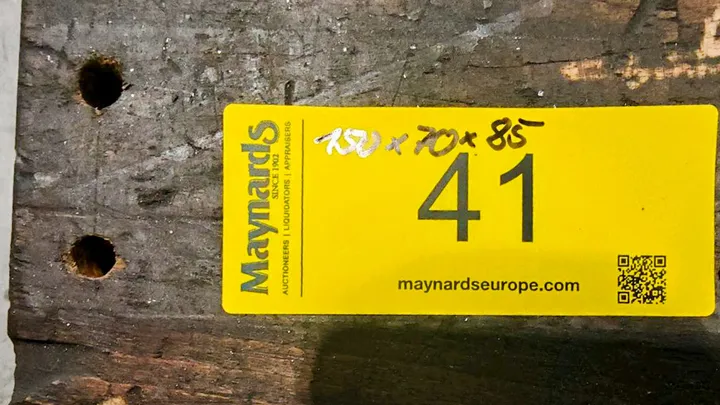 Maynards
SINCE 1902
AUCTIONEERS | LIQUIDATORS | APPRAISERS
150 x 70 x 85
41
maynardseurope.com